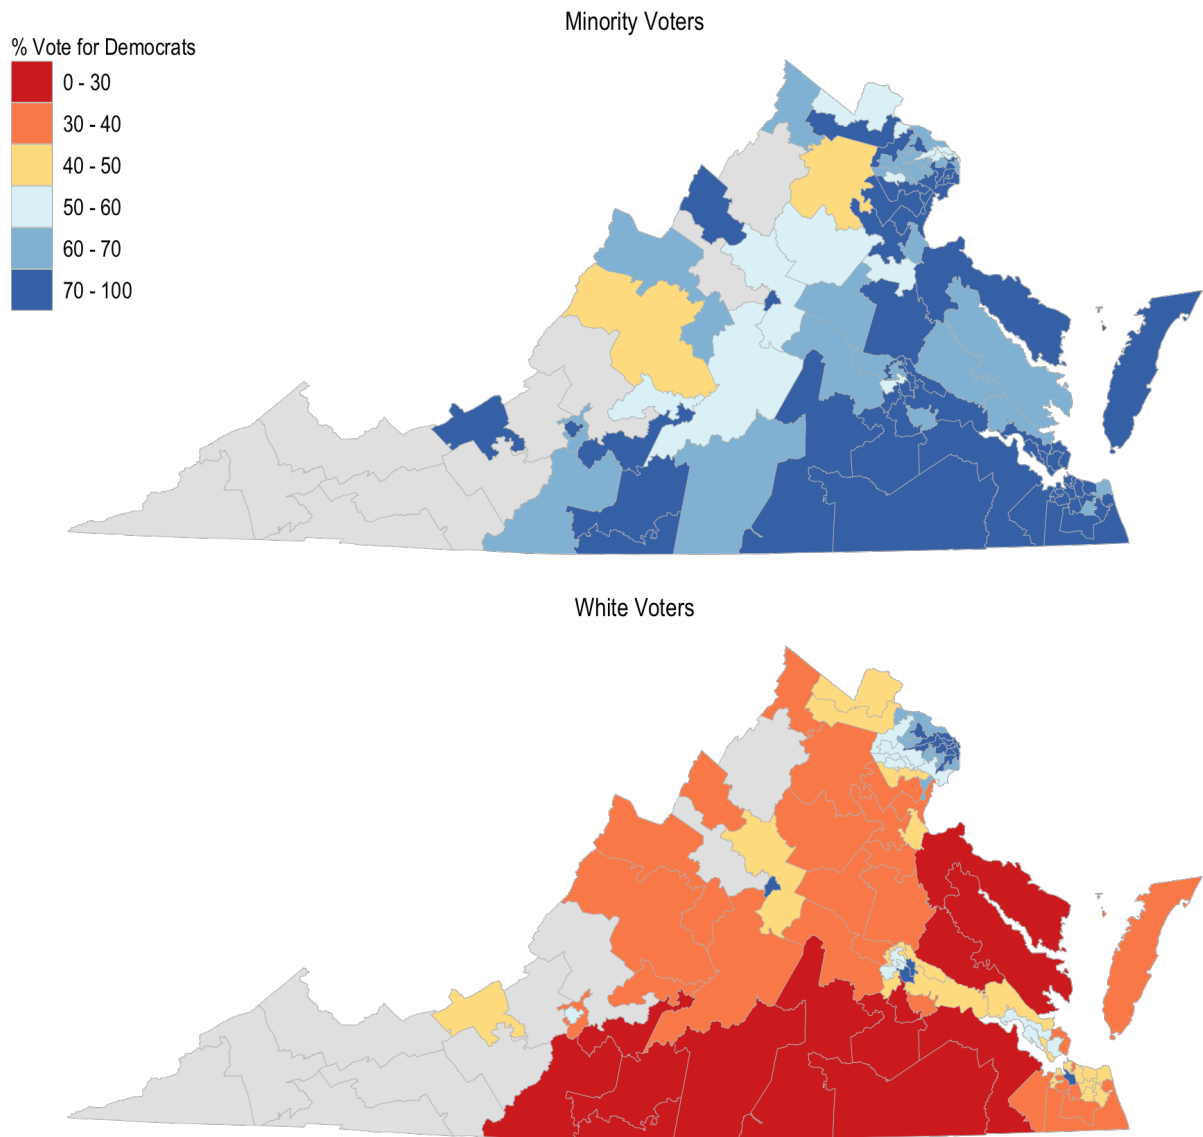 Minority Voters
% Vote for Democrats
0 - 30
30 - 40
40 - 50
50 - 60
60 - 70
70 - 100
White Voters